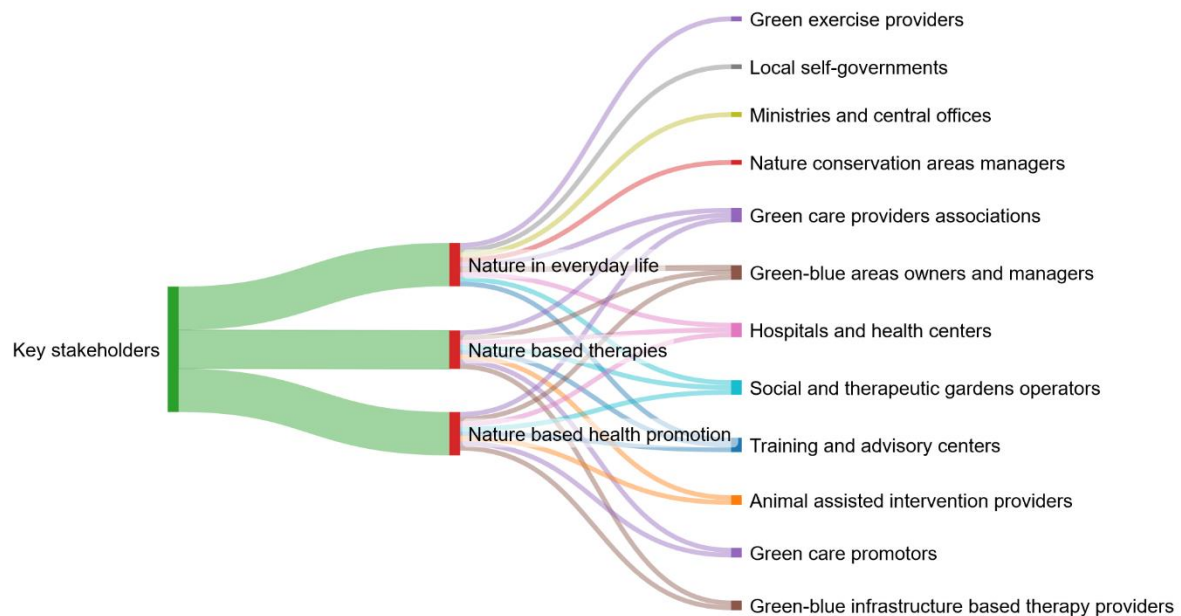 Key stakeholders
Nature in everyday life
Nature based therapies
Nature based health promotion
Green exercise providers
Local self-governments
Ministries and central offices
Nature conservation areas managers
Green care providers associations
Green-blue areas owners and managers
Hospitals and health centers
Social and therapeutic gardens operators
Training and advisory centers
Animal assisted intervention providers
Green care promotors
Green-blue infrastructure based therapy providers